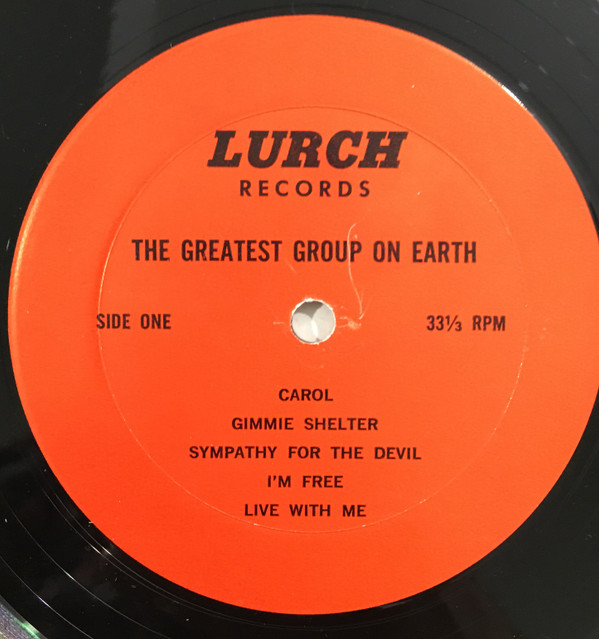 LURCH
RECORDS
THE GREATEST GROUP ON EARTH
SIDE ONE 33⅓ RPM
CAROL
GIMMIE SHELTER
SYMPATHY FOR THE DEVIL
I'M FREE
LIVE WITH ME